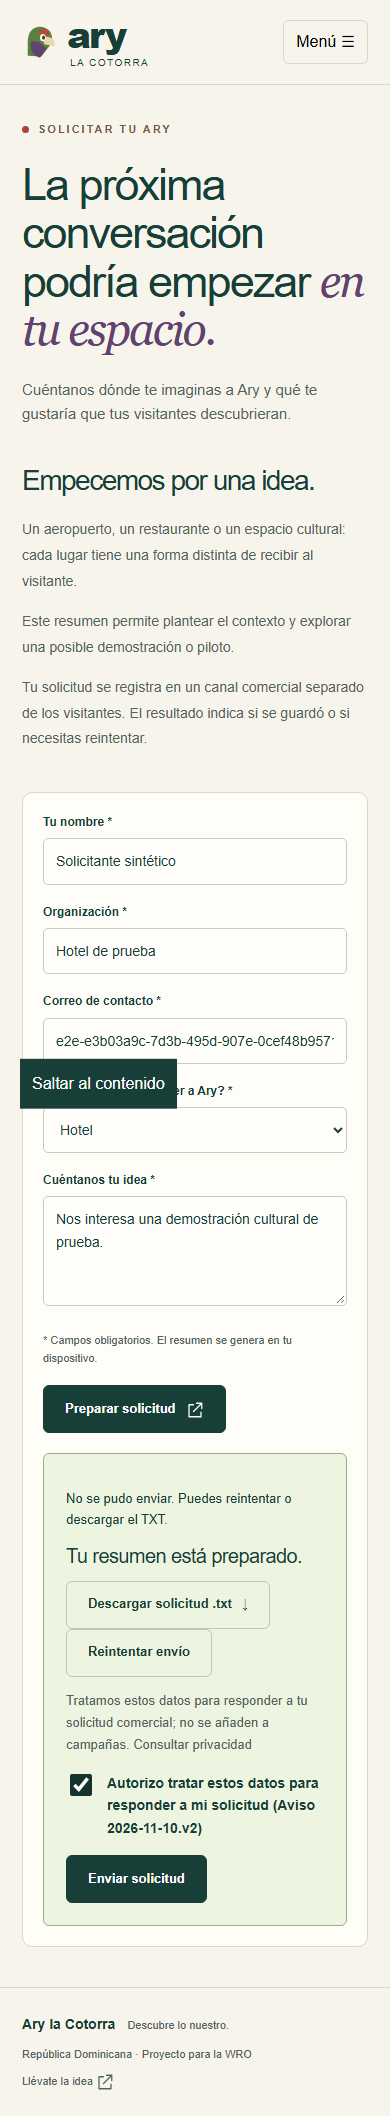 ary
LA COTORRA
Menú ☰
SOLICITAR TU ARY
La próxima
conversación
podría empezar en
tu espacio.
Cuéntanos dónde te imaginas a Ary y qué te
gustaría que tus visitantes descubrieran.
Empecemos por una idea.
Un aeropuerto, un restaurante o un espacio cultural:
cada lugar tiene una forma distinta de recibir al
visitante.
Este resumen permite plantear el contexto y explorar
una posible demostración o piloto.
Tu solicitud se registra en un canal comercial separado
de los visitantes. El resultado indica si se guardó o si
necesitas reintentar.
Tu nombre *
Solicitante sintético
Organización *
Hotel de prueba
Correo de contacto *
e2e-e3b03a9c-7d3b-495d-907e-0cef48b957
Saltar al contenido
er a Ary? *
Hotel
Cuéntanos tu idea *
Nos interesa una demostración cultural de
prueba.
* Campos obligatorios. El resumen se genera en tu
dispositivo.
Preparar solicitud
No se pudo enviar. Puedes reintentar o
descargar el TXT.
Tu resumen está preparado.
Descargar solicitud .txt ↓
Reintentar envío
Tratamos estos datos para responder a tu
solicitud comercial; no se añaden a
campañas. Consultar privacidad
Autorizo tratar estos datos para
responder a mi solicitud (Aviso
2026-11-10.v2)
Enviar solicitud
Ary la Cotorra Descubre lo nuestro.
República Dominicana · Proyecto para la WRO
Llévate la idea